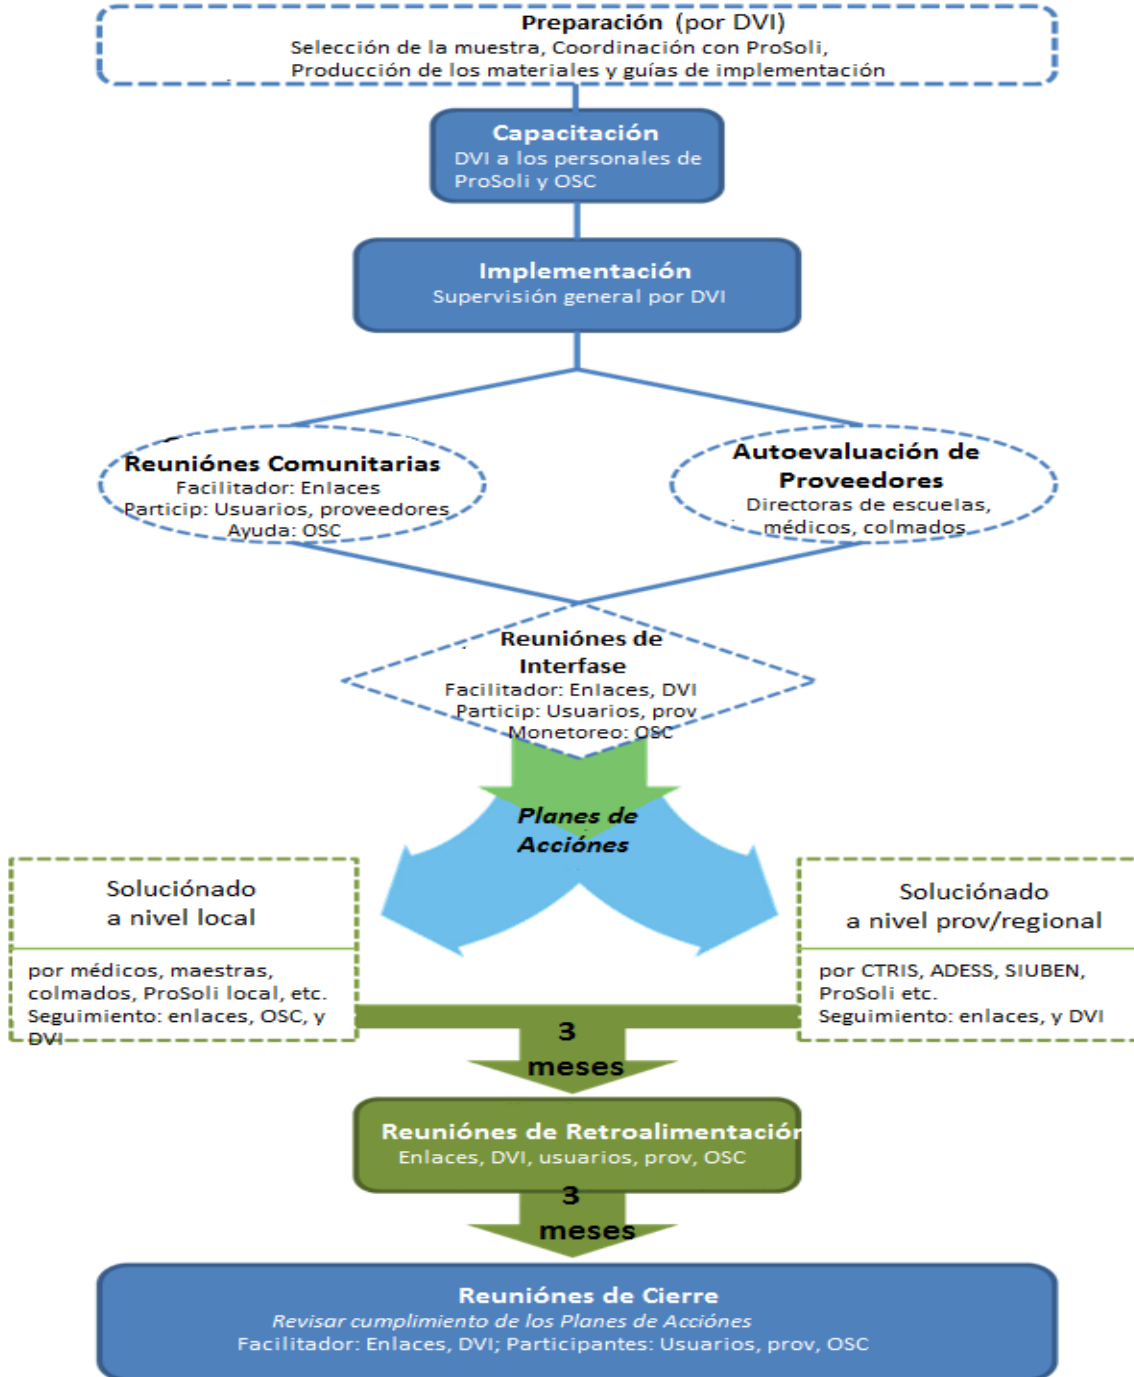 Preparación (por DVI)
Selección de la muestra, Coordinación con ProSoli,
Producción de los materiales y guías de implementación
Capacitación
DVI a los personales de
ProSoli y OSC
Implementación
Supervisión general por DVI
Reuniónes Comunitarias
Facilitador: Enlaces
Particip: Usuarios, proveedores
Ayuda: OSC
Autoevaluación de
Proveedores
Directoras de escuelas,
médicos, colmados
Reuniónes de
Interfase
Facilitador: Enlaces, DVI
Particip: Usuarios, prov
Monetoreo: OSC
Planes de
Acciónes
Soluciónado
a nivel local
por médicos, maestras,
colmados, ProSoli local, etc.
Seguimiento: enlaces, OSC, y
DVI
Soluciónado
a nivel prov/regional
por CTRIS, ADESS, SIUBEN,
ProSoli etc.
Seguimiento: enlaces, y DVI
3
meses
Reuniónes de Retroalimentación
Enlaces, DVI, usuarios, prov, OSC
3
meses
Reuniónes de Cierre
Revisar cumplimiento de los Planes de Acciónes
Facilitador: Enlaces, DVI; Participantes: Usuarios, prov, OSC